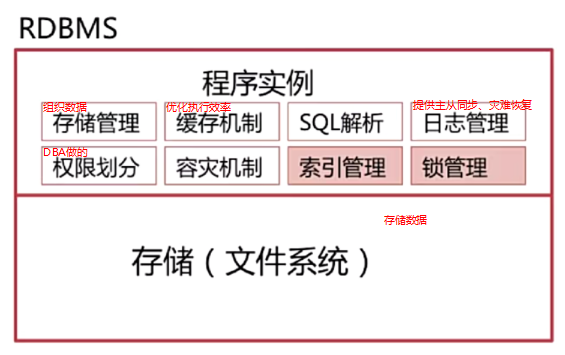 RDBMS
程序实例
组织数据
优化执行效率
提供主从同步、灾难恢复
存储管理
缓存机制
SQL解析
日志管理
DBA做的
权限划分
容灾机制
索引管理
锁管理
存储数据
存储（文件系统）